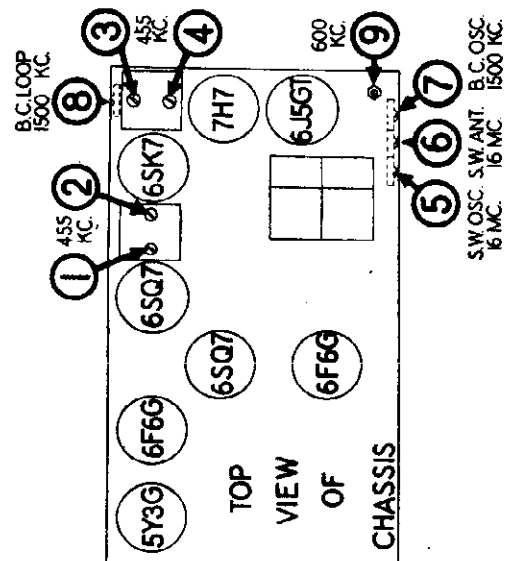 B.C.LOOP
1500 KC.
8
3
455
KC.
4
600
KC.
9
B.C. OSC.
1500 KC.
7
S.W. ANT.
16 MC.
6
S.W. OSC.
16 MC.
5
455
KC.
1
2
7H7
6J5GT
6SK7
6SQ7
6SQ7
6F6G
6F6G
5Y3G
TOP
VIEW
OF
CHASSIS